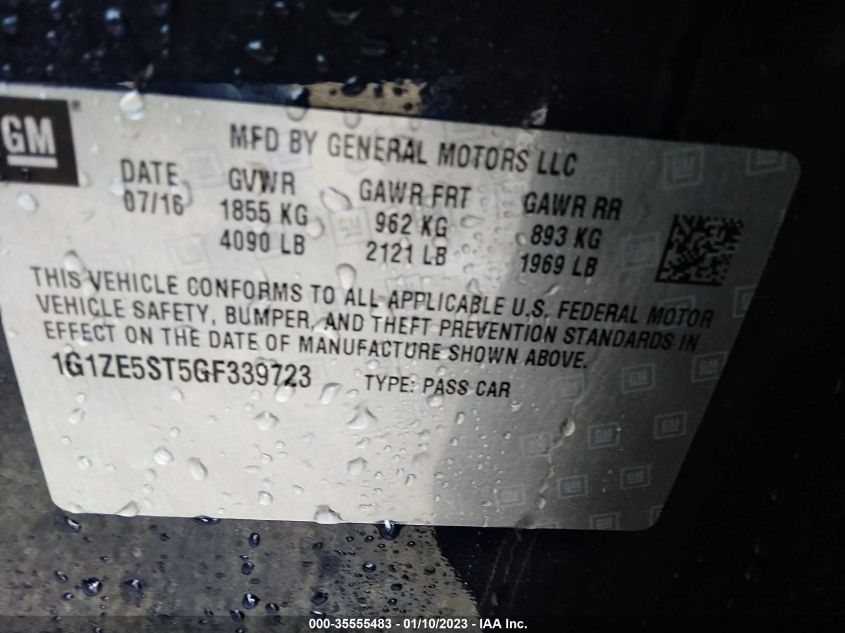 GM ®
MFD BY GENERAL MOTORS LLC
DATE GVWR GAWR FRT GAWR RR
07/16 1855 KG 962 KG 893 KG
4090 LB 2121 LB 1969 LB
THIS VEHICLE CONFORMS TO ALL APPLICABLE U.S. FEDERAL MOTOR
VEHICLE SAFETY, BUMPER, AND THEFT PREVENTION STANDARDS IN
EFFECT ON THE DATE OF MANUFACTURE SHOWN ABOVE.
1G1ZE5ST5GF339723 TYPE: PASS CAR
000-35555483 - 01/10/2023 - IAA Inc.